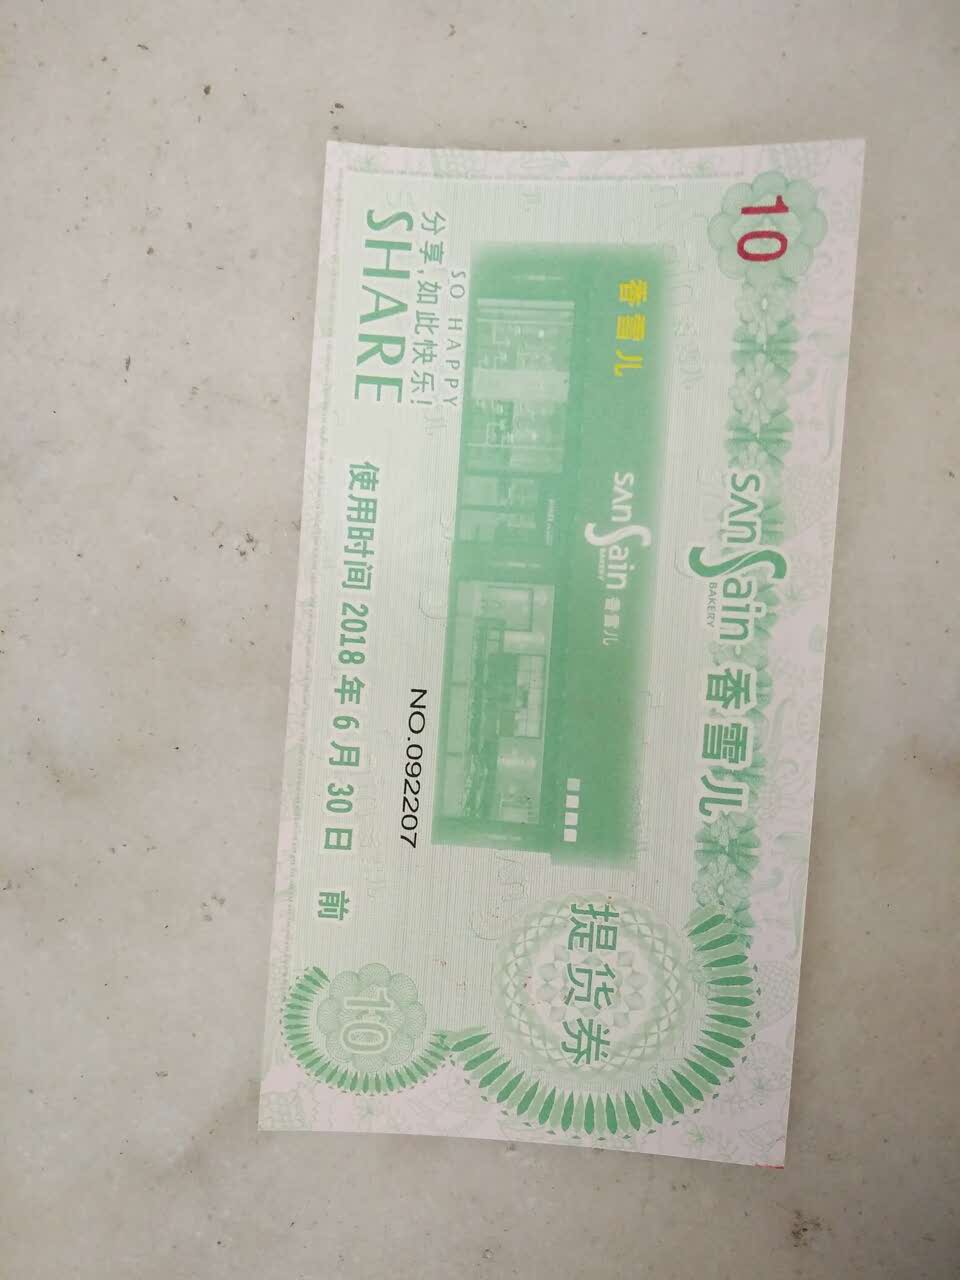 10
SANSain 香雪儿
BAKERY
香雪儿
SANSain 香雪儿
BAKERY
提货券
SO HAPPY
分享,如此快乐!
SHARE
NO.092207
使用时间 2018 年 6 月 30 日 前
10